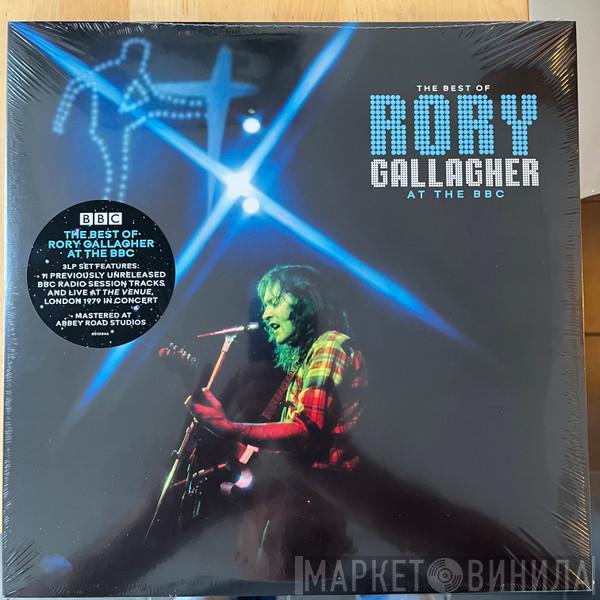 THE BEST OF
RORY
GALLAGHER
AT THE BBC
BBC
THE BEST OF
RORY GALLAGHER
AT THE BBC
3LP SET FEATURES:
11 PREVIOUSLY UNRELEASED
BBC RADIO SESSION TRACKS
AND LIVE AT THE VENUE,
LONDON 1979 IN CONCERT
• MASTERED AT
ABBEY ROAD STUDIOS
МАРКЕТ ВИНИЛА